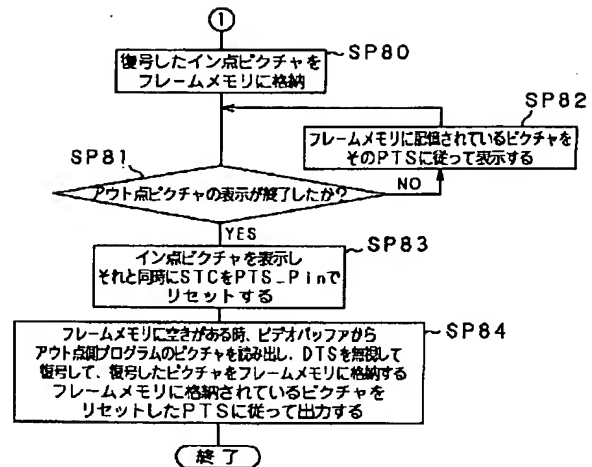 1
SP80
復号したイン点ピクチャを
フレームメモリに格納
SP82
フレームメモリに記憶されているピクチャを
そのPTSに従って表示する
SP81
アウト点ピクチャの表示が終了したか?
NO
YES
SP83
イン点ピクチャを表示し
それと同時にSTCをPTS_Pinで
リセットする
SP84
フレームメモリに空きがある時、ビデオバッファから
アウト点側プログラムのピクチャを読み出し、DTSを無視して
復号して、復号したピクチャをフレームメモリに格納する
フレームメモリに格納されているピクチャを
リセットしたPTSに従って出力する
終了